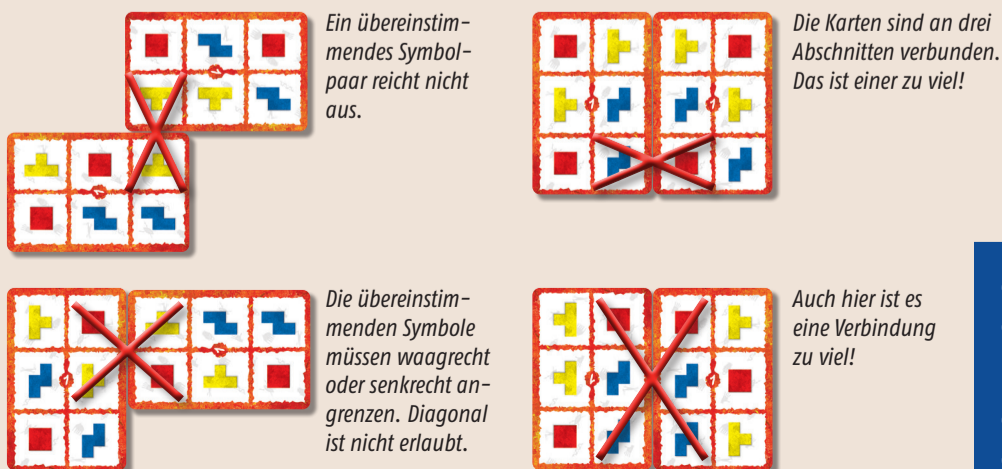 Ein übereinstim-
mendes Symbol-
paar reicht nicht
aus.
Die Karten sind an drei
Abschnitten verbunden.
Das ist einer zu viel!
Die übereinstim-
menden Symbole
müssen waagrecht
oder senkrecht an-
grenzen. Diagonal
ist nicht erlaubt.
Auch hier ist es
eine Verbindung
zu viel!